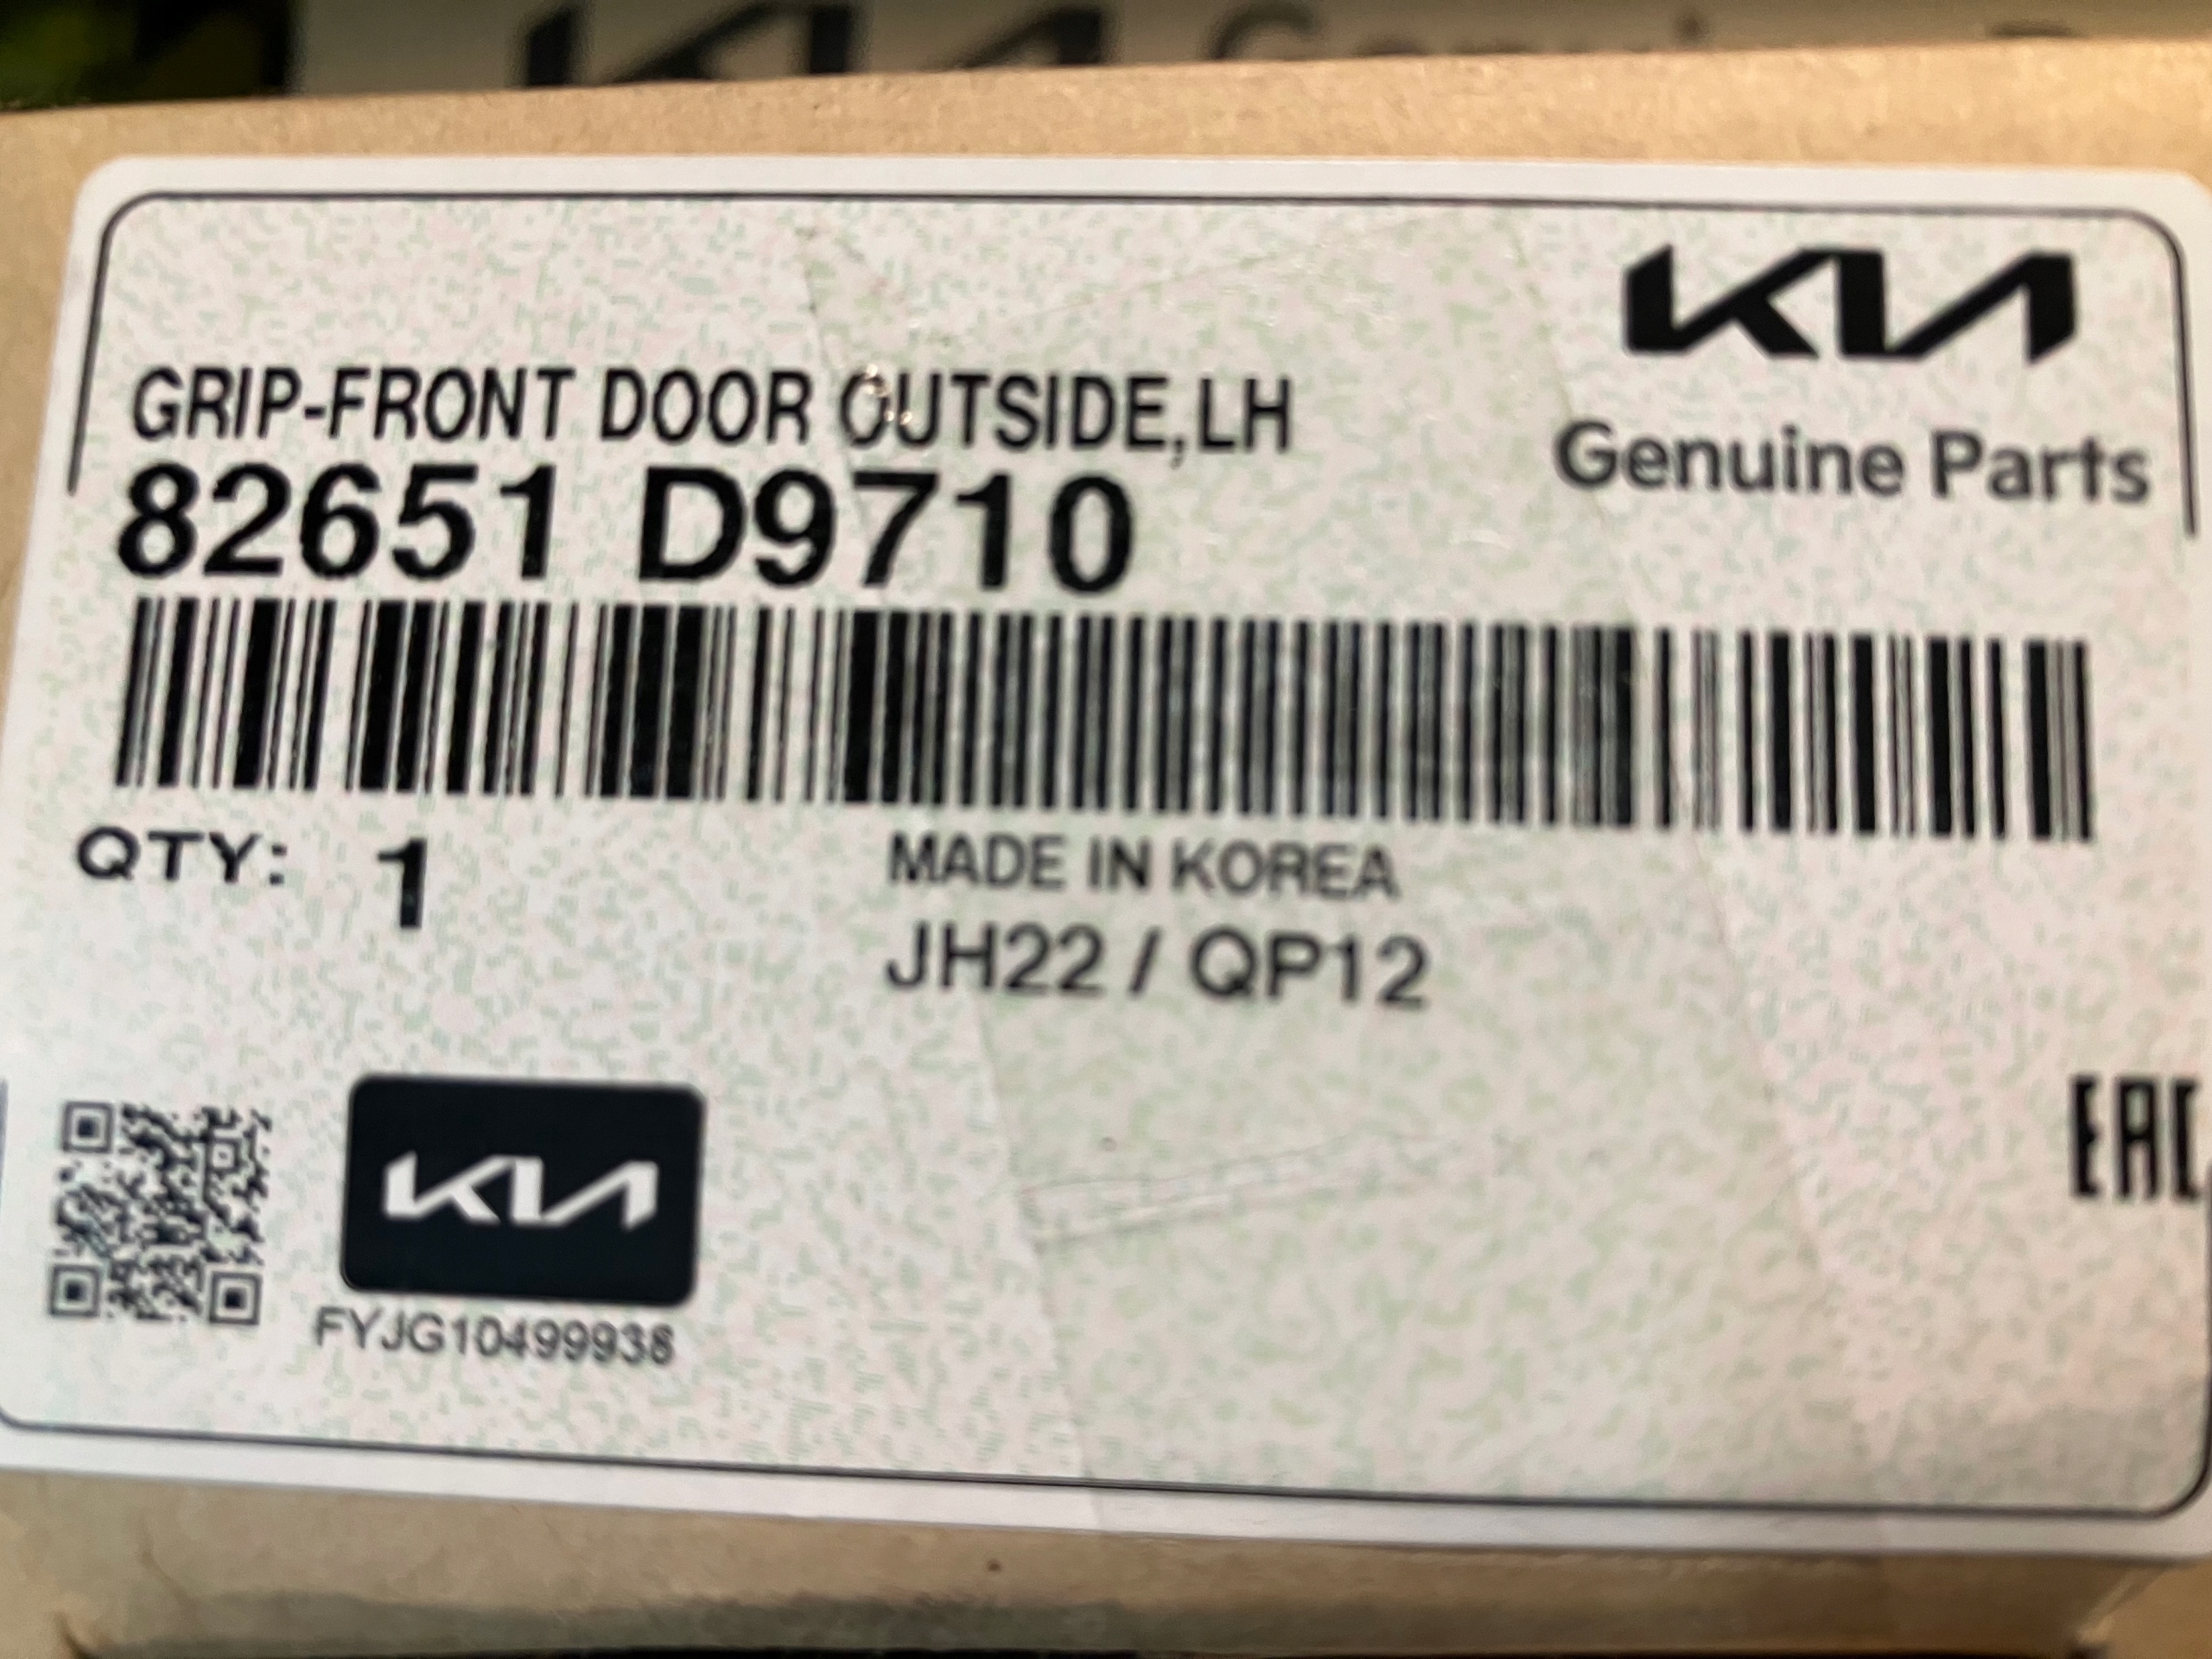 KIA
Genuine Parts
GRIP-FRONT DOOR OUTSIDE,LH
82651 D9710
QTY: 1
MADE IN KOREA
JH22 / QP12
EAC
KIA
FYJG10499938